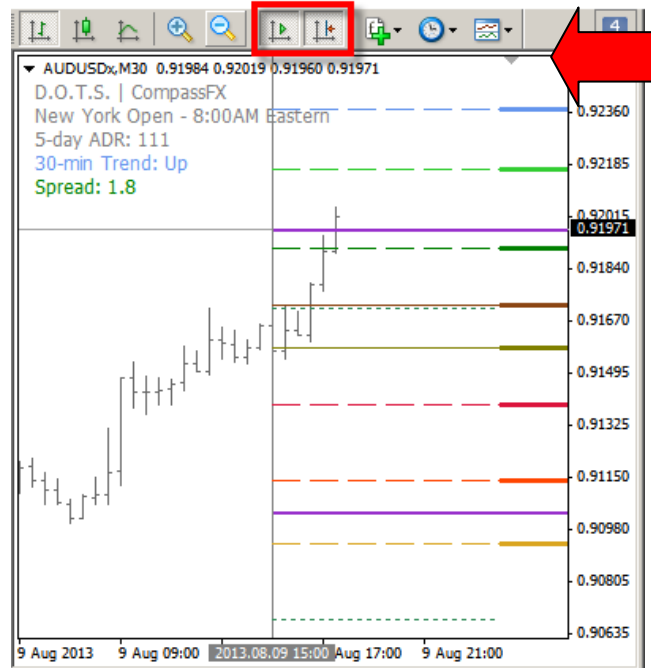 4
AUDUSDx,M30 0.91984 0.92019 0.91960 0.91971
D.O.T.S. | CompassFX
New York Open - 8:00AM Eastern
5-day ADR: 111
30-min Trend: Up
Spread: 1.8
0.92360
0.92185
0.92015
0.91971
0.91840
0.91670
0.91495
0.91325
0.91150
0.90980
0.90805
0.90635
9 Aug 2013 9 Aug 09:00 2013.08.09 15:00 Aug 17:00 9 Aug 21:00